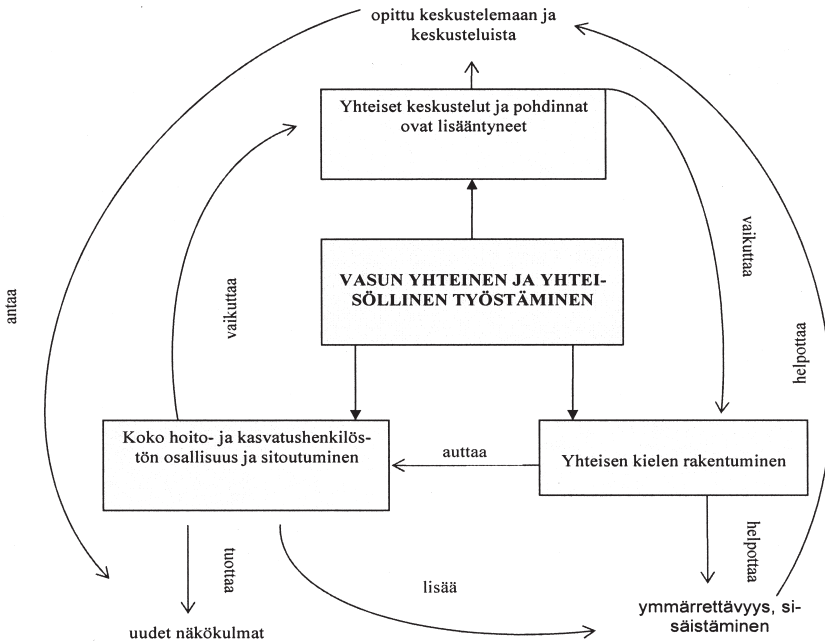 opittu keskustelemaan ja
keskusteluista
Yhteiset keskustelut ja pohdinnat
ovat lisääntyneet
vaikuttaa
vaikuttaa
antaa
helpottaa
VASUN YHTEINEN JA YHTEI-
SÖLLINEN TYÖSTÄMINEN
Koko hoito- ja kasvatushenkilös-
tön osallisuus ja sitoutuminen
auttaa
Yhteisen kielen rakentuminen
tuottaa
helpottaa
lisää
uudet näkökulmat
ymmärrettävyys, si-
säistäminen